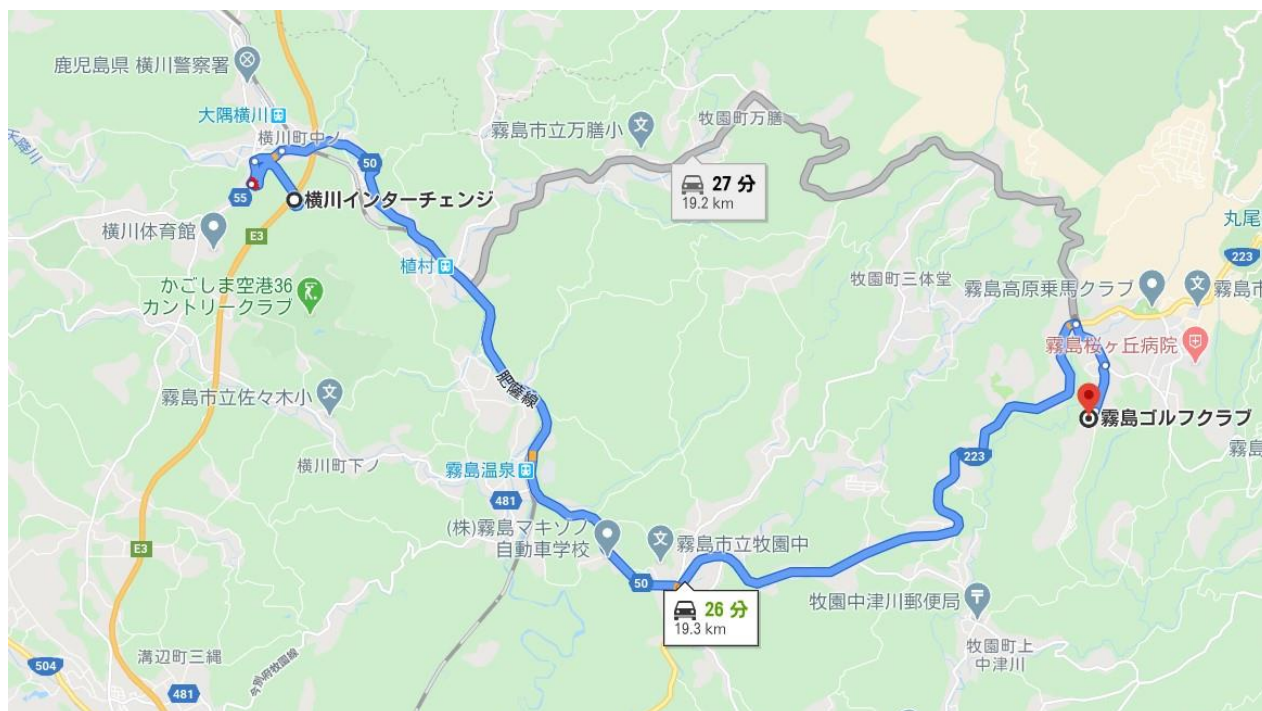 鹿児島県 横川警察署
大隅横川
横川町中ノ
天降川
50
55
横川インターチェンジ
横川体育館
E3
植村
かごしま空港36
カントリークラブ
霧島市立万膳小
牧園町万膳
27 分
19.2 km
丸尾
223
牧園町三体堂
霧島高原乗馬クラブ
霧島市
霧島桜ヶ丘病院
霧島ゴルフクラブ
霧島
肥薩線
霧島市立佐々木小
横川町下ノ
霧島温泉
481
223
(株)霧島マキゾノ
自動車学校
霧島市立牧園中
E3
50
26 分
19.3 km
牧園中津川郵便局
牧園町上
中津川
溝辺町三縄
504
481